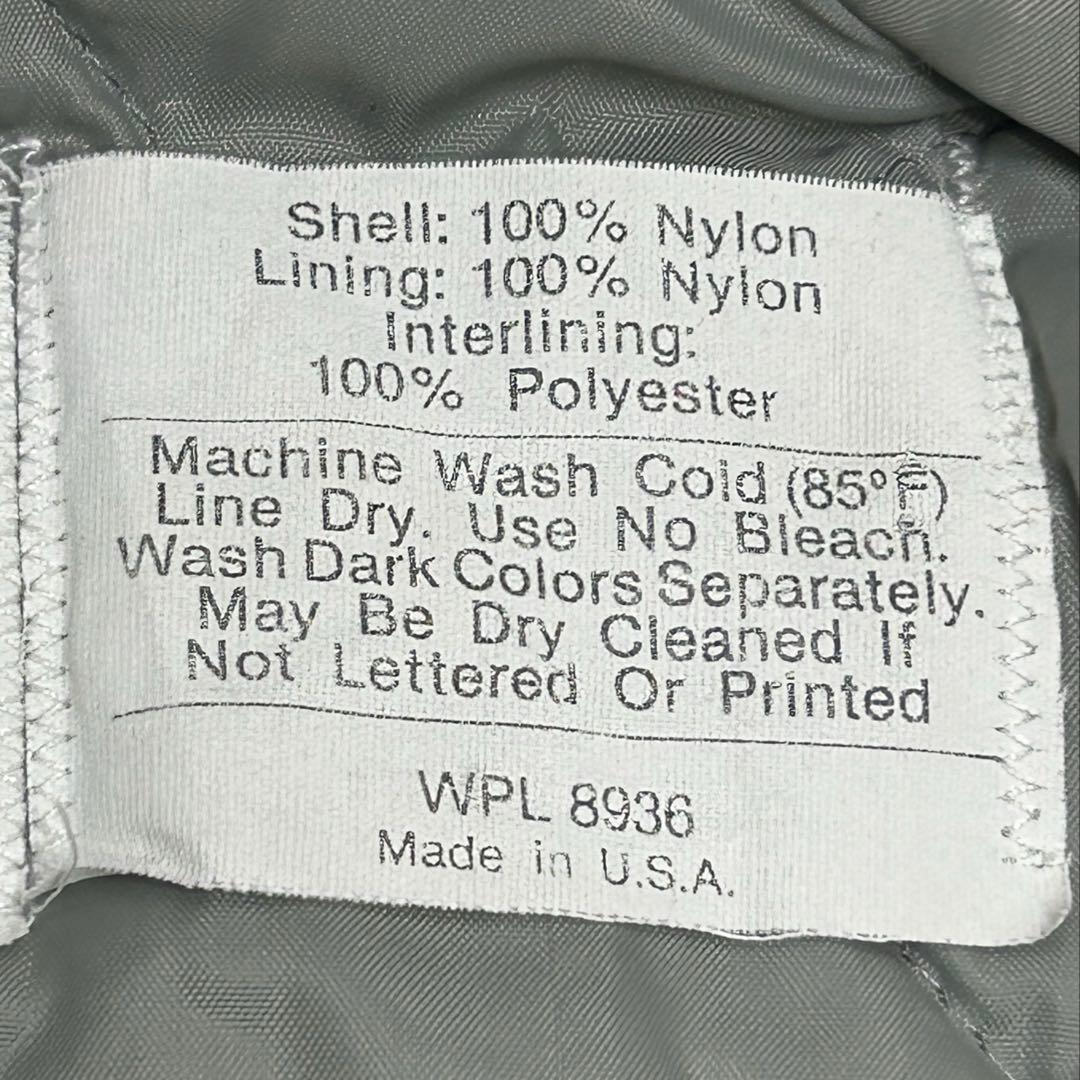 Shell: 100% Nylon
Lining: 100% Nylon
Interlining:
100% Polyester
Machine Wash Cold (85°F)
Line Dry. Use No Bleach.
Wash Dark Colors Separately.
May Be Dry Cleaned If
Not Lettered Or Printed
WPL 8936
Made in U.S.A.